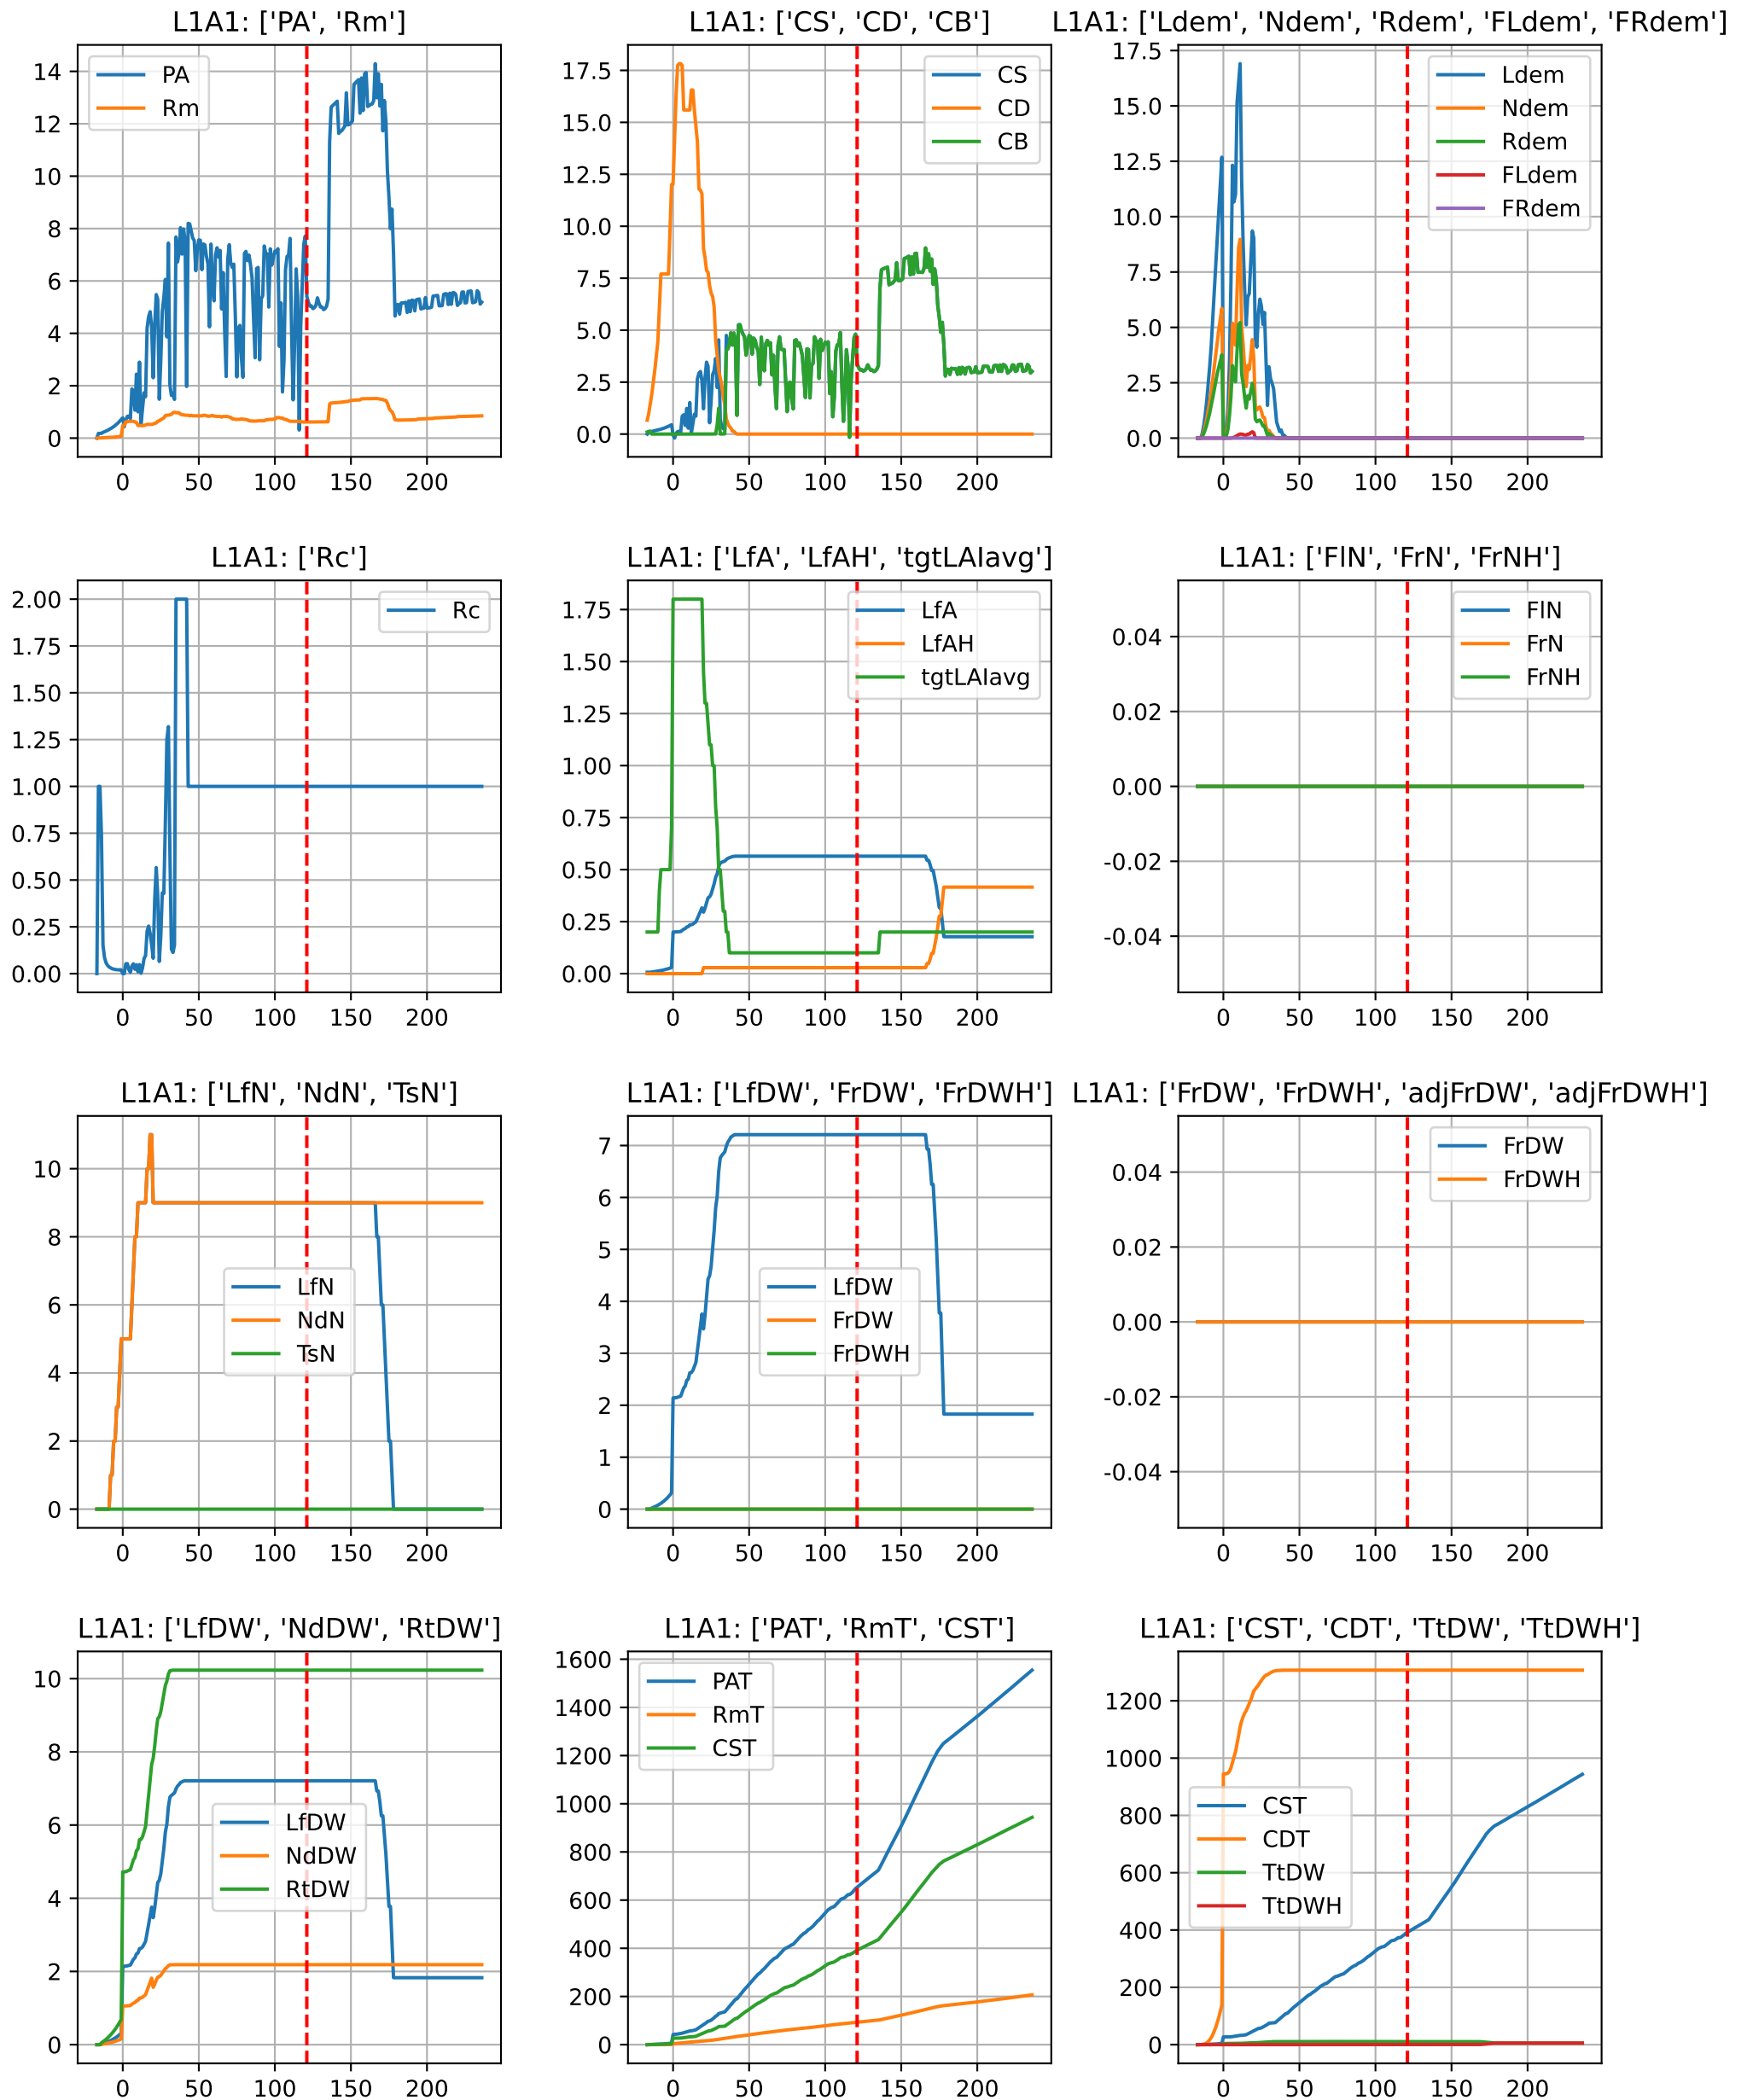 L1A1: ['PA', 'Rm']
14
12
10
8
6
4
2
0
0 50 100 150 200
PA
Rm
L1A1: ['CS', 'CD', 'CB']
17.5
15.0
12.5
10.0
7.5
5.0
2.5
0.0
0 50 100 150 200
CS
CD
CB
L1A1: ['Ldem', 'Ndem', 'Rdem', 'FLdem', 'FRdem']
17.5
15.0
12.5
10.0
7.5
5.0
2.5
0.0
0 50 100 150 200
Ldem
Ndem
Rdem
FLdem
FRdem
L1A1: ['Rc']
2.00
1.75
1.50
1.25
1.00
0.75
0.50
0.25
0.00
0 50 100 150 200
Rc
L1A1: ['LfA', 'LfAH', 'tgtLAIavg']
1.75
1.50
1.25
1.00
0.75
0.50
0.25
0.00
0 50 100 150 200
LfA
LfAH
tgtLAIavg
L1A1: ['FlN', 'FrN', 'FrNH']
0.04
0.02
0.00
-0.02
-0.04
0 50 100 150 200
FlN
FrN
FrNH
L1A1: ['LfN', 'NdN', 'TsN']
10
8
6
4
2
0
0 50 100 150 200
LfN
NdN
TsN
L1A1: ['LfDW', 'FrDW', 'FrDWH']
7
6
5
4
3
2
1
0
0 50 100 150 200
LfDW
FrDW
FrDWH
L1A1: ['FrDW', 'FrDWH', 'adjFrDW', 'adjFrDWH']
0.04
0.02
0.00
-0.02
-0.04
0 50 100 150 200
FrDW
FrDWH
L1A1: ['LfDW', 'NdDW', 'RtDW']
10
8
6
4
2
0
0 50 100 150 200
LfDW
NdDW
RtDW
L1A1: ['PAT', 'RmT', 'CST']
1600
1400
1200
1000
800
600
400
200
0
0 50 100 150 200
PAT
RmT
CST
L1A1: ['CST', 'CDT', 'TtDW', 'TtDWH']
1200
1000
800
600
400
200
0
0 50 100 150 200
CST
CDT
TtDW
TtDWH